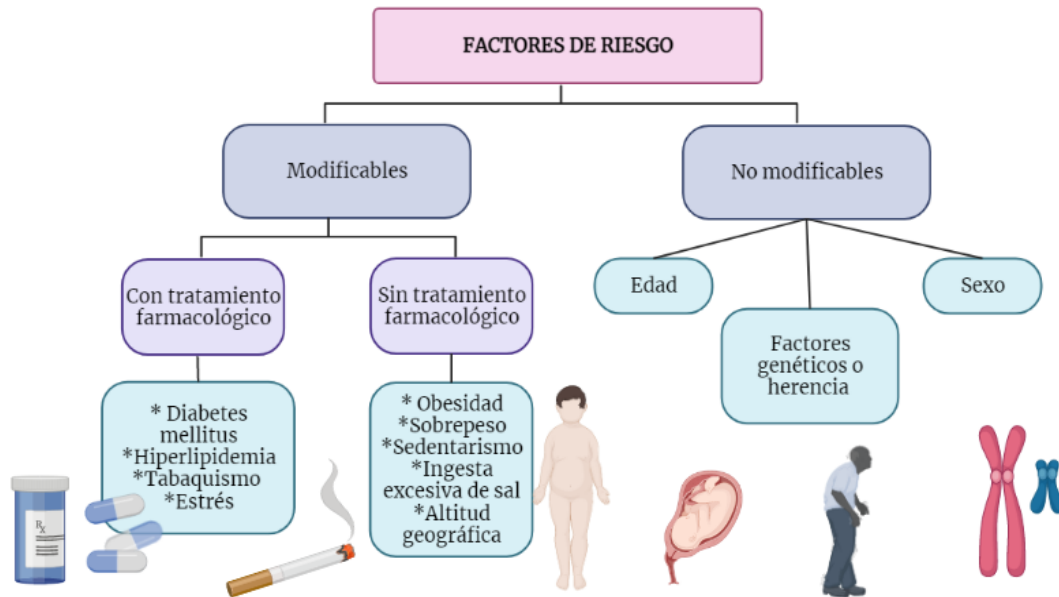 FACTORES DE RIESGO
Modificables
No modificables
Con tratamiento
farmacológico
Sin tratamiento
farmacológico
Edad
Sexo
Factores
genéticos o
herencia
* Diabetes
mellitus
*Hiperlipidemia
*Tabaquismo
*Estrés
* Obesidad
*Sobrepeso
*Sedentarismo
*Ingesta
excesiva de sal
*Altitud
geográfica
Rx